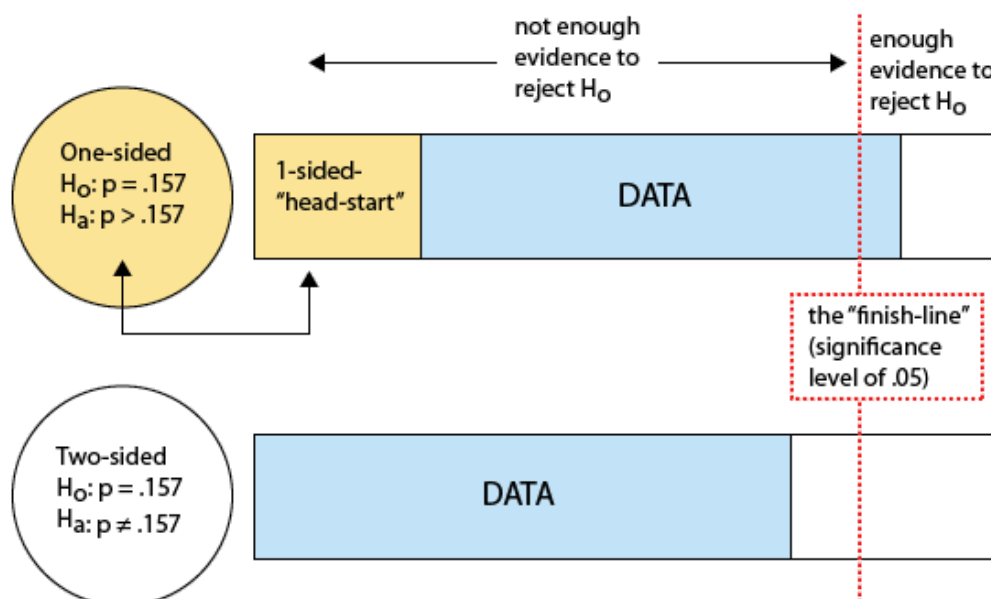 not enough
evidence to
reject Ho
enough
evidence to
reject Ho
One-sided
Ho: p = .157
Ha: p > .157
1-sided-
“head-start”
DATA
the “finish-line”
(significance
level of .05)
Two-sided
Ho: p = .157
Ha: p ≠ .157
DATA